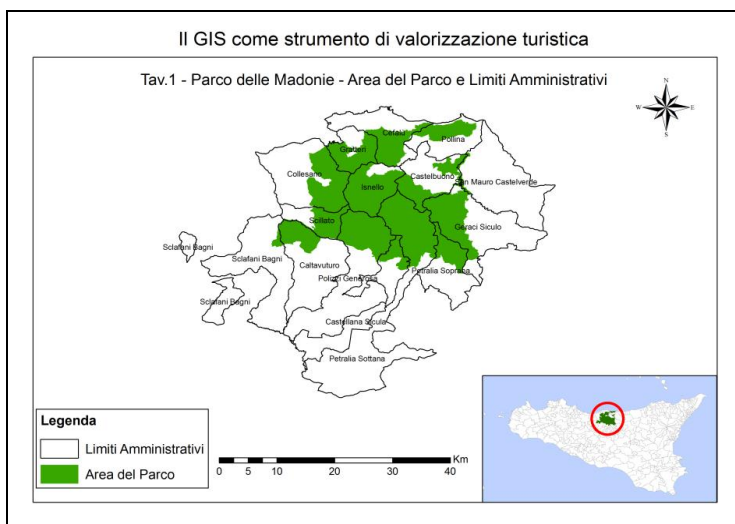 Il GIS come strumento di valorizzazione turistica
Tav.1 - Parco delle Madonie - Area del Parco e Limiti Amministrativi
N
W E
S
Cefalù
Pollina
Gratteri
Collesano
Castelbuono
San Mauro Castelverde
Isnello
Scillato
Geraci Siculo
Sclafani Bagni
Sclafani Bagni
Caltavuturo
Petralia Soprana
Polizzi Generosa
Sclafani Bagni
Castellana Sicula
Petralia Sottana
Legenda
Limiti Amministrativi
Area del Parco
Km
0 5 10 20 30 40